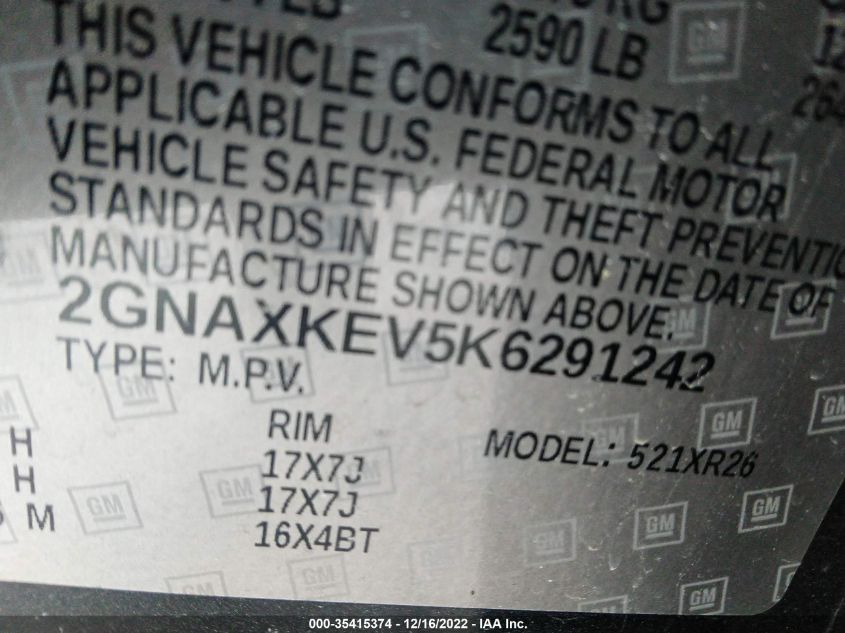 2590 LB
THIS VEHICLE CONFORMS TO ALL
APPLICABLE U.S. FEDERAL MOTOR
VEHICLE SAFETY AND THEFT PREVENTIO
STANDARDS IN EFFECT ON THE DATE OF
MANUFACTURE SHOWN ABOVE.
2GNAXKEV5K6291242
TYPE: M.P.V.
RIM
MODEL: 521XR26
H 17X7J
H 17X7J
M 16X4BT
GM
000-35415374 - 12/16/2022 - IAA Inc.